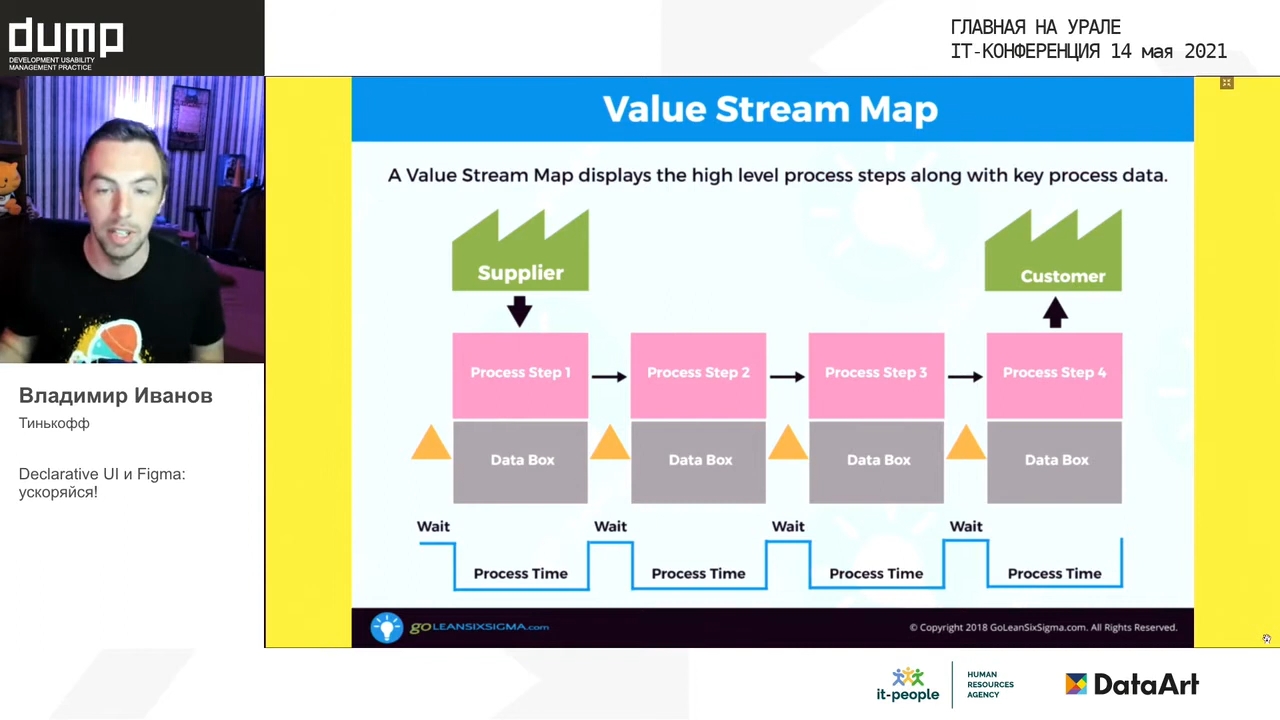 dump
DEVELOPMENT USABILITY
MANAGEMENT PRACTICE
ГЛАВНАЯ НА УРАЛЕ
IT-КОНФЕРЕНЦИЯ 14 мая 2021
Value Stream Map
A Value Stream Map displays the high level process steps along with key process data.
Supplier
Customer
Process Step 1
Process Step 2
Process Step 3
Process Step 4
Data Box
Data Box
Data Box
Data Box
Wait
Wait
Wait
Wait
Process Time
Process Time
Process Time
Process Time
goLEANSIXSIGMA.com
© Copyright 2018 GoLeanSixSigma.com. All Rights Reserved.
Владимир Иванов
Тинькофф
Declarative UI и Figma:
ускоряйся!
it-people
HUMAN
RESOURCES
AGENCY
DataArt